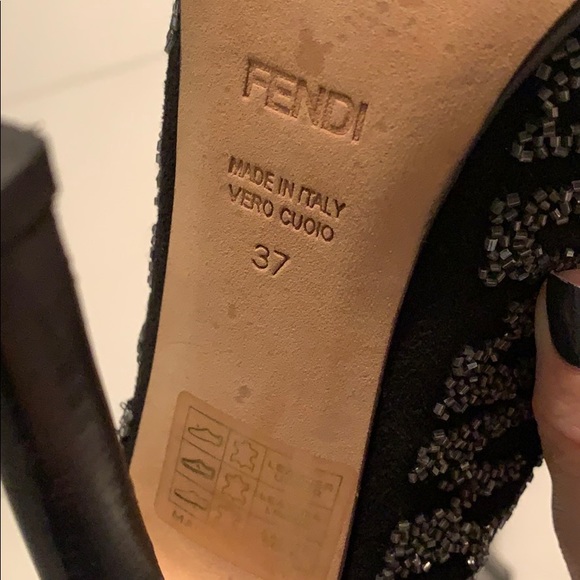 FENDI
MADE IN ITALY
VERO CUOIO
37